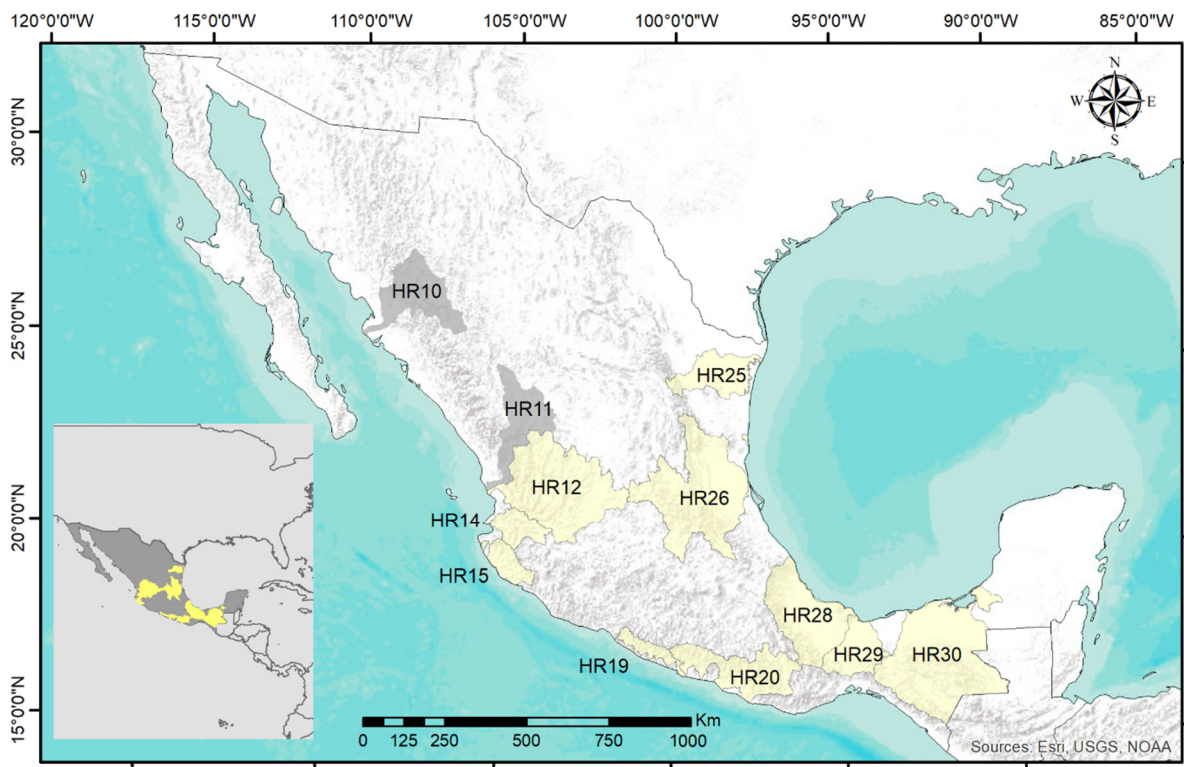 120°0'0"W 115°0'0"W 110°0'0"W 105°0'0"W 100°0'0"W 95°0'0"W 90°0'0"W 85°0'0"W
N
W E
S
30°0'0"N
25°0'0"N
20°0'0"N
15°0'0"N
HR10
HR25
HR11
HR12
HR26
HR14
HR15
HR28
HR29
HR30
HR19
HR20
Km
0 125 250 500 750 1000
Sources: Esri, USGS, NOAA